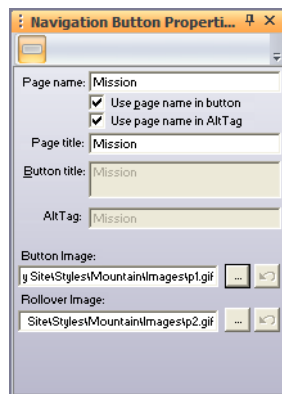 Navigation Button Properti...
Page name: Mission
Use page name in button
Use page name in AltTag
Page title: Mission
Button title: Mission
AltTag: Mission
Button Image:
y Site\Styles\Mountain\Images\p1.gif ...
Rollover Image:
Site\Styles\Mountain\Images\p2.gif ...